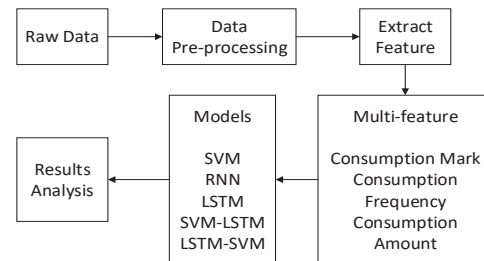 Raw Data
Data
Pre-processing
Extract
Feature
Multi-feature
Consumption Mark
Consumption
Frequency
Consumption
Amount
Models
SVM
RNN
LSTM
SVM-LSTM
LSTM-SVM
Results
Analysis